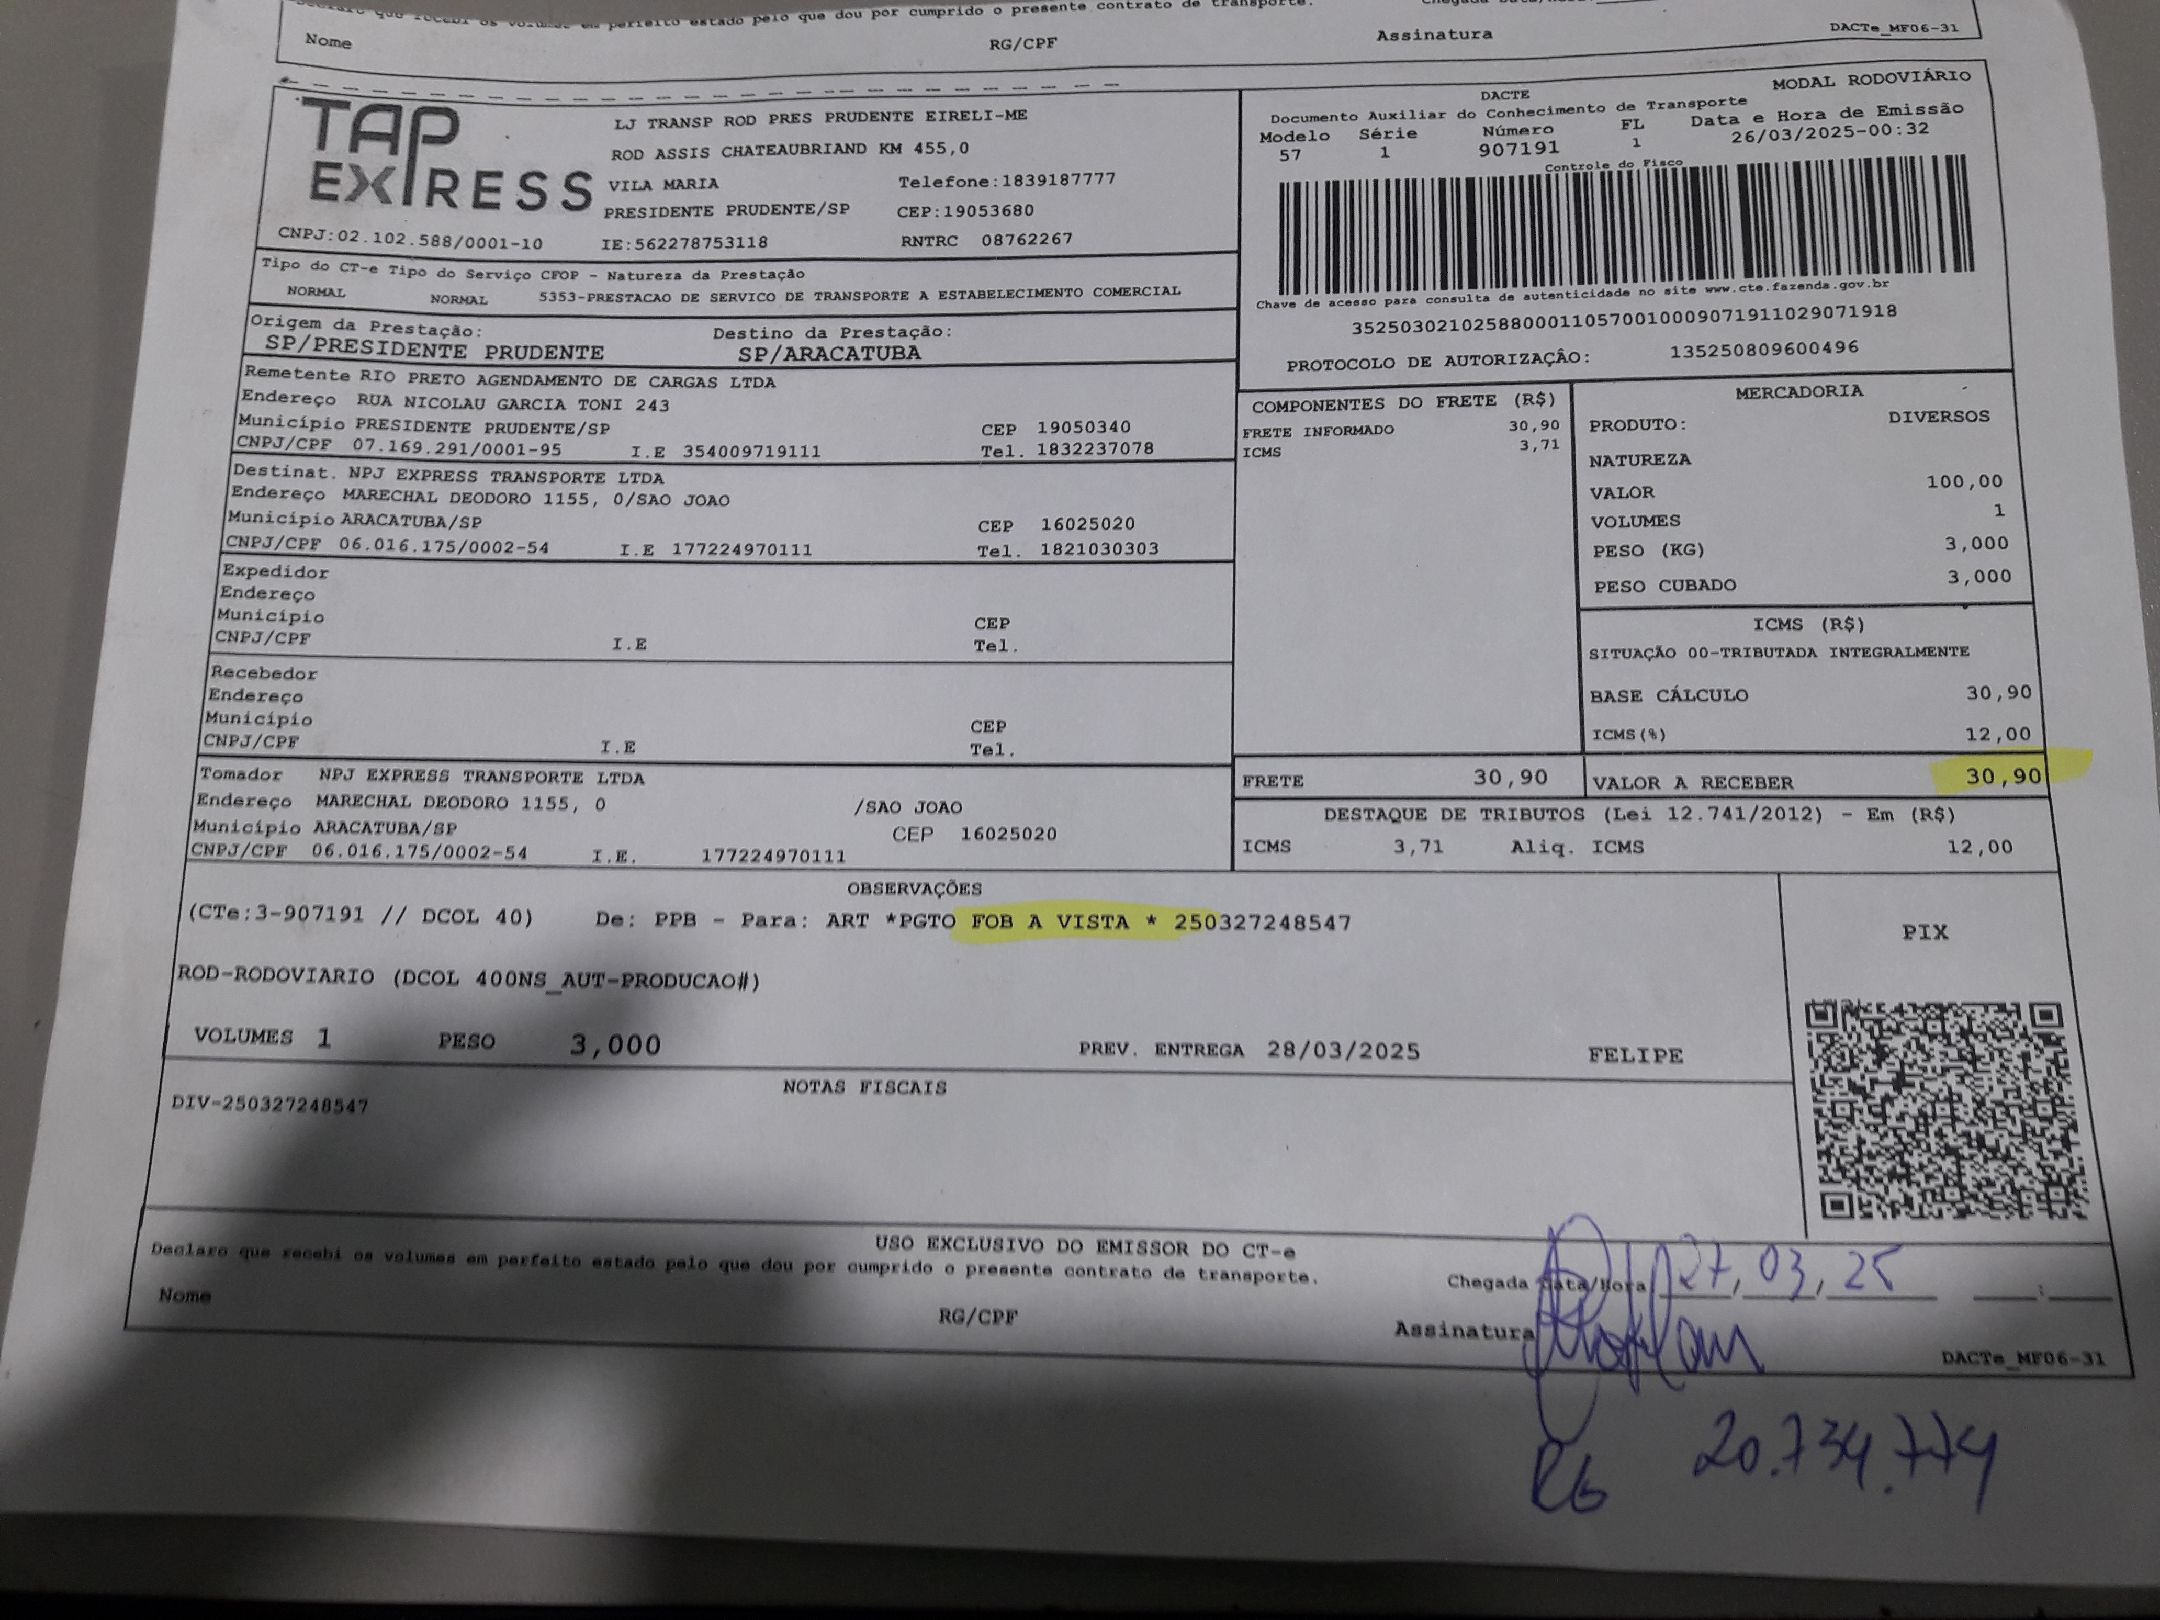 Declaro que recebi os volumes em perfeito estado pelo que dou por cumprido o presente contrato de transporte.
Nome RG/CPF Assinatura DACTe_MF06-31
TAP EXPRESS
LJ TRANSP ROD PRES PRUDENTE EIRELI-ME
ROD ASSIS CHATEAUBRIAND KM 455,0
VILA MARIA Telefone:1839187777
PRESIDENTE PRUDENTE/SP CEP:19053680
CNPJ:02.102.588/0001-10 IE:562278753118 RNTRC 08762267
DACTE MODAL RODOVIÁRIO
Documento Auxiliar do Conhecimento de Transporte
Modelo Série Número FL Data e Hora de Emissão
57 1 907191 1 26/03/2025-00:32
Controle do Fisco
Chave de acesso para consulta de autenticidade no site www.cte.fazenda.gov.br
35250302102588000110570010009071911029071918
PROTOCOLO DE AUTORIZAÇÂO: 135250809600496
Tipo do CT-e Tipo do Serviço CFOP - Natureza da Prestação
NORMAL NORMAL 5353-PRESTACAO DE SERVICO DE TRANSPORTE A ESTABELECIMENTO COMERCIAL
Origem da Prestação: Destino da Prestação:
SP/PRESIDENTE PRUDENTE SP/ARACATUBA
Remetente RIO PRETO AGENDAMENTO DE CARGAS LTDA
Endereço RUA NICOLAU GARCIA TONI 243
Município PRESIDENTE PRUDENTE/SP CEP 19050340
CNPJ/CPF 07.169.291/0001-95 I.E 354009719111 Tel. 1832237078
Destinat. NPJ EXPRESS TRANSPORTE LTDA
Endereço MARECHAL DEODORO 1155, 0/SAO JOAO
Município ARACATUBA/SP CEP 16025020
CNPJ/CPF 06.016.175/0002-54 I.E 177224970111 Tel. 1821030303
Expedidor
Endereço
Município CEP
CNPJ/CPF I.E Tel.
Recebedor
Endereço
Município CEP
CNPJ/CPF I.E Tel.
Tomador NPJ EXPRESS TRANSPORTE LTDA
Endereço MARECHAL DEODORO 1155, 0 /SAO JOAO
Município ARACATUBA/SP CEP 16025020
CNPJ/CPF 06.016.175/0002-54 I.E. 177224970111
COMPONENTES DO FRETE (R$)
FRETE INFORMADO 30,90
ICMS 3,71
MERCADORIA
PRODUTO: DIVERSOS
NATUREZA
VALOR 100,00
VOLUMES 1
PESO (KG) 3,000
PESO CUBADO 3,000
ICMS (R$)
SITUAÇÃO 00-TRIBUTADA INTEGRALMENTE
BASE CÁLCULO 30,90
ICMS(%) 12,00
FRETE 30,90 VALOR A RECEBER 30,90
DESTAQUE DE TRIBUTOS (Lei 12.741/2012) - Em (R$)
ICMS 3,71 Aliq. ICMS 12,00
OBSERVAÇÕES
(CTe:3-907191 // DCOL 40) De: PPB - Para: ART *PGTO FOB A VISTA * 250327248547
ROD-RODOVIARIO (DCOL 400NS_AUT-PRODUCAO#)
VOLUMES 1 PESO 3,000 PREV. ENTREGA 28/03/2025 FELIPE
PIX
NOTAS FISCAIS
DIV-250327248547
USO EXCLUSIVO DO EMISSOR DO CT-e
Declaro que recebi os volumes em perfeito estado pelo que dou por cumprido o presente contrato de transporte.
Chegada Data/Hora 27,03,25 :
Nome RG/CPF Assinatura
DACTe_MF06-31
RG 20.734.774